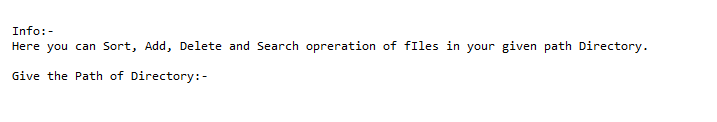 Info:-
Here you can Sort, Add, Delete and Search opreration of fIles in your given path Directory.
Give the Path of Directory:-